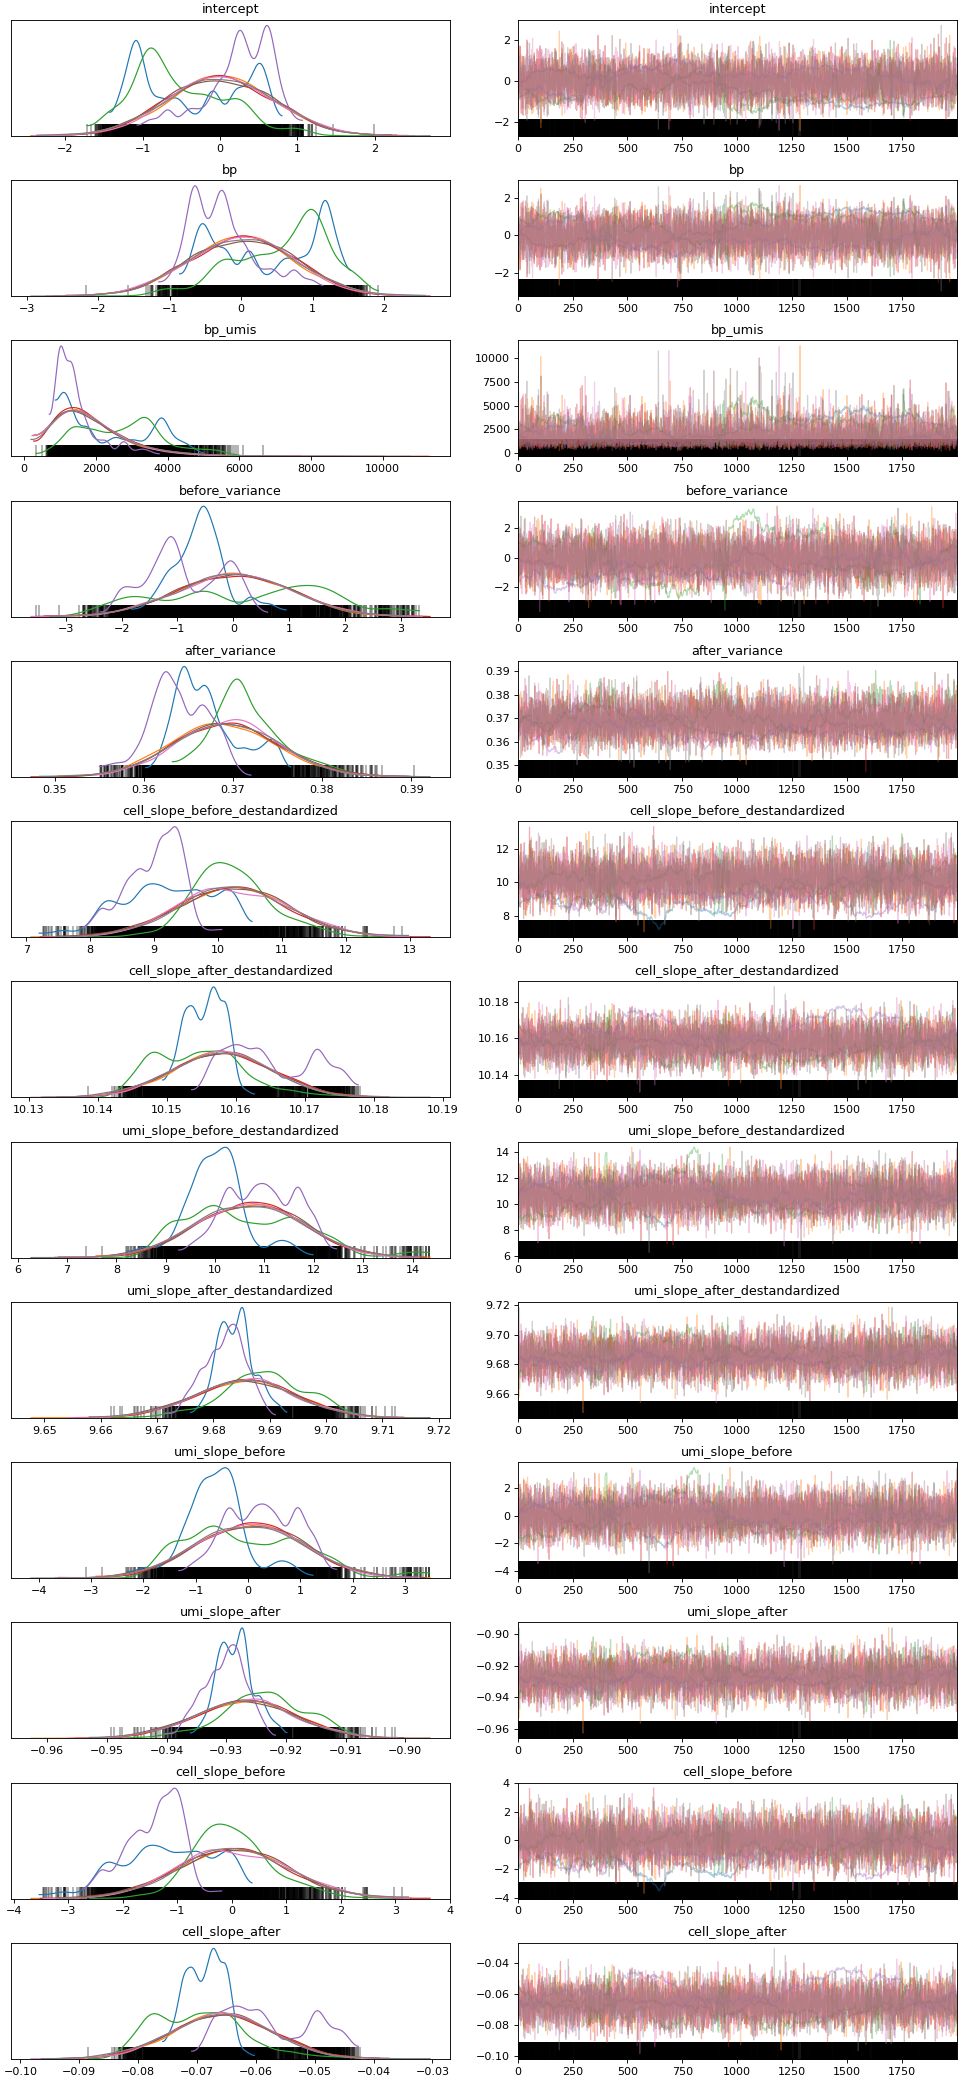 intercept intercept
2
0
−2
−2 −1 0 1 2 0 250 500 750 1000 1250 1500 1750
bp bp
2
0
−2
−3 −2 −1 0 1 2 0 250 500 750 1000 1250 1500 1750
bp_umis bp_umis
10000
7500
5000
2500
0
0 2000 4000 6000 8000 10000 0 250 500 750 1000 1250 1500 1750
before_variance before_variance
2
0
−2
−3 −2 −1 0 1 2 3 0 250 500 750 1000 1250 1500 1750
after_variance after_variance
0.39
0.38
0.37
0.36
0.35
0.35 0.36 0.37 0.38 0.39 0 250 500 750 1000 1250 1500 1750
cell_slope_before_destandardized cell_slope_before_destandardized
12
10
8
7 8 9 10 11 12 13 0 250 500 750 1000 1250 1500 1750
cell_slope_after_destandardized cell_slope_after_destandardized
10.18
10.16
10.14
10.13 10.14 10.15 10.16 10.17 10.18 10.19 0 250 500 750 1000 1250 1500 1750
umi_slope_before_destandardized umi_slope_before_destandardized
14
12
10
8
6
6 7 8 9 10 11 12 13 14 0 250 500 750 1000 1250 1500 1750
umi_slope_after_destandardized umi_slope_after_destandardized
9.72
9.70
9.68
9.66
9.65 9.66 9.67 9.68 9.69 9.70 9.71 9.72 0 250 500 750 1000 1250 1500 1750
umi_slope_before umi_slope_before
2
0
−2
−4
−4 −3 −2 −1 0 1 2 3 0 250 500 750 1000 1250 1500 1750
umi_slope_after umi_slope_after
−0.90
−0.92
−0.94
−0.96
−0.96 −0.95 −0.94 −0.93 −0.92 −0.91 −0.90 0 250 500 750 1000 1250 1500 1750
cell_slope_before cell_slope_before
4
2
0
−2
−4
−4 −3 −2 −1 0 1 2 3 4 0 250 500 750 1000 1250 1500 1750
cell_slope_after cell_slope_after
−0.04
−0.06
−0.08
−0.10
−0.10 −0.09 −0.08 −0.07 −0.06 −0.05 −0.04 −0.03 0 250 500 750 1000 1250 1500 1750